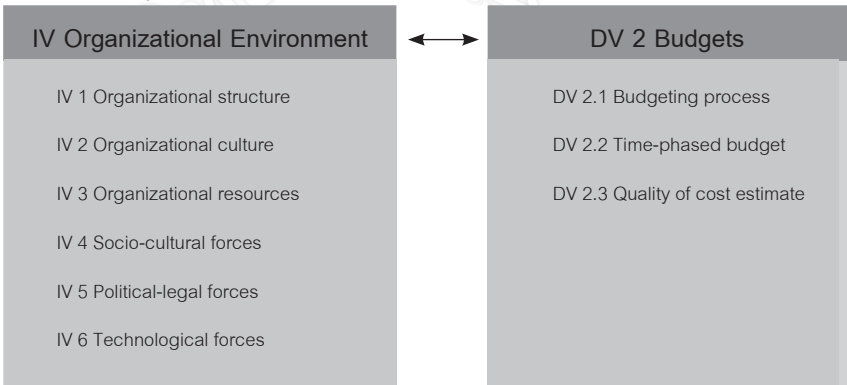 IV Organizational Environment
IV 1 Organizational structure
IV 2 Organizational culture
IV 3 Organizational resources
IV 4 Socio-cultural forces
IV 5 Political-legal forces
IV 6 Technological forces
DV 2 Budgets
DV 2.1 Budgeting process
DV 2.2 Time-phased budget
DV 2.3 Quality of cost estimate